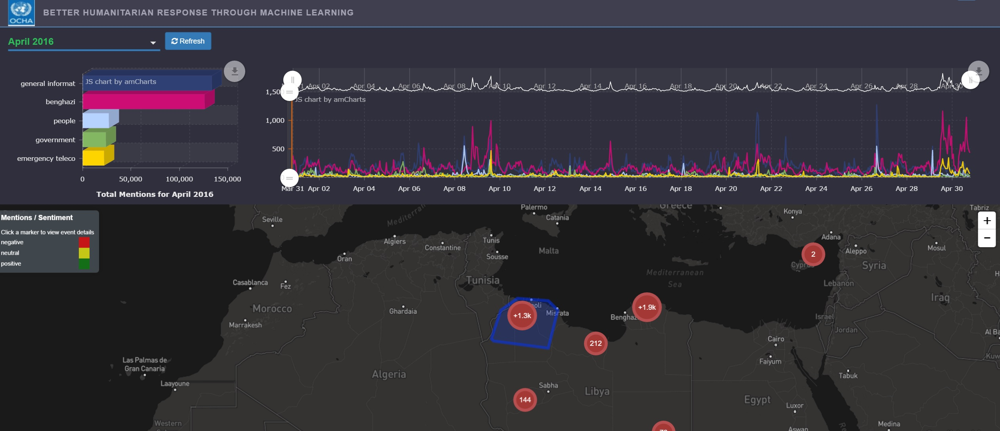 OCHA
BETTER HUMANITARIAN RESPONSE THROUGH MACHINE LEARNING
April 2016
Refresh
general informat
benghazi
people
government
emergency teleco
JS chart by amCharts
0
50,000
100,000
150,000
Total Mentions for April 2016
Apr 02
Apr 04
Apr 06
Apr 08
Apr 10
Apr 12
Apr 14
Apr 16
Apr 18
Apr 20
Apr 22
Apr 24
Apr 26
Apr 28
Apr 30
JS chart by amCharts
1,000
500
Mar 31
Apr 02
Apr 04
Apr 06
Apr 08
Apr 10
Apr 12
Apr 14
Apr 16
Apr 18
Apr 20
Apr 22
Apr 24
Apr 26
Apr 28
Apr 30
Mentions / Sentiment
Click a marker to view event details
negative
neutral
positive
+
−
Seville
Palermo
Catania
Greece
Konya
Tabriz
Algiers
Constantine
Tunis
Sousse
Malta
Adana
Aleppo
Mosul
Oran
2
Syria
Mediterranean
Sea
Tunisia
Casablanca
Fez
Lebanon
Iraq
Morocco
Ghardaia
+1.3k
Misrata
+1.9k
Israel
Marrakesh
Jordan
212
Cairo
Faiyum
Las Palmas de
Gran Canaria
Algeria
Tabuk
Laayoune
Sabha
Libya
144
Egypt
Luxor
Western
Medina
Aswan